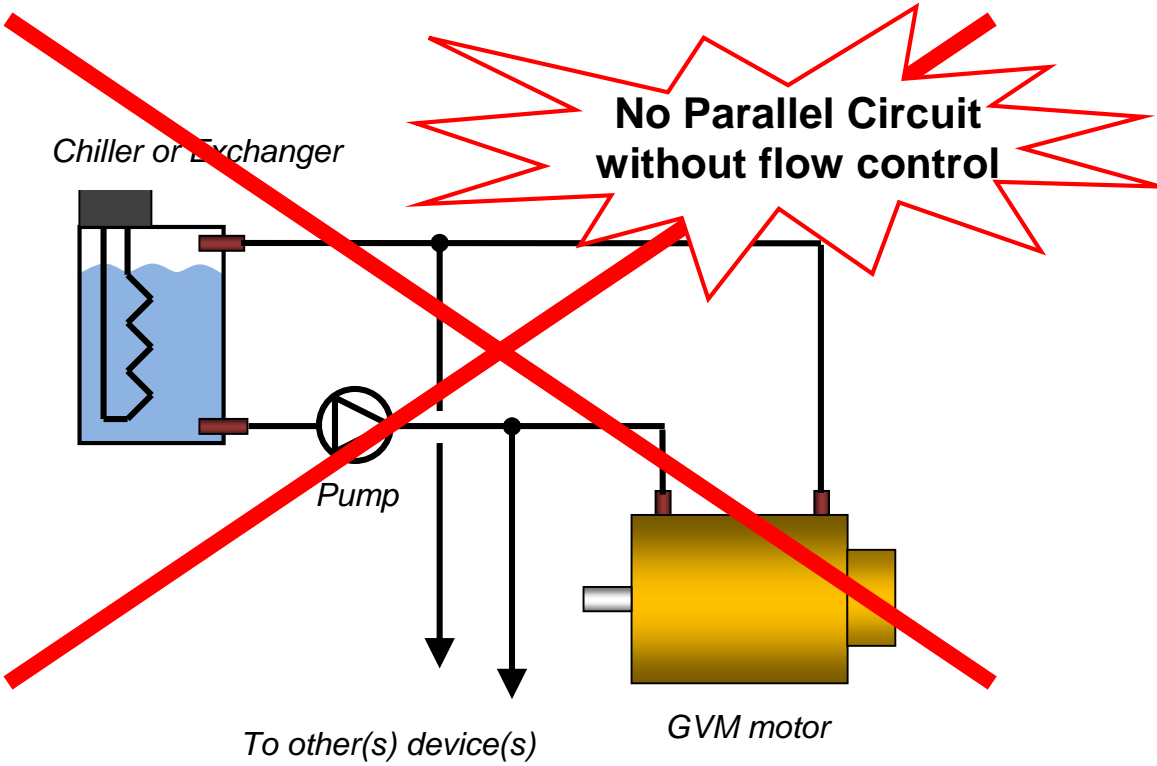 No Parallel Circuit
without flow control
Chiller or Exchanger
Pump
GVM motor
To other(s) device(s)